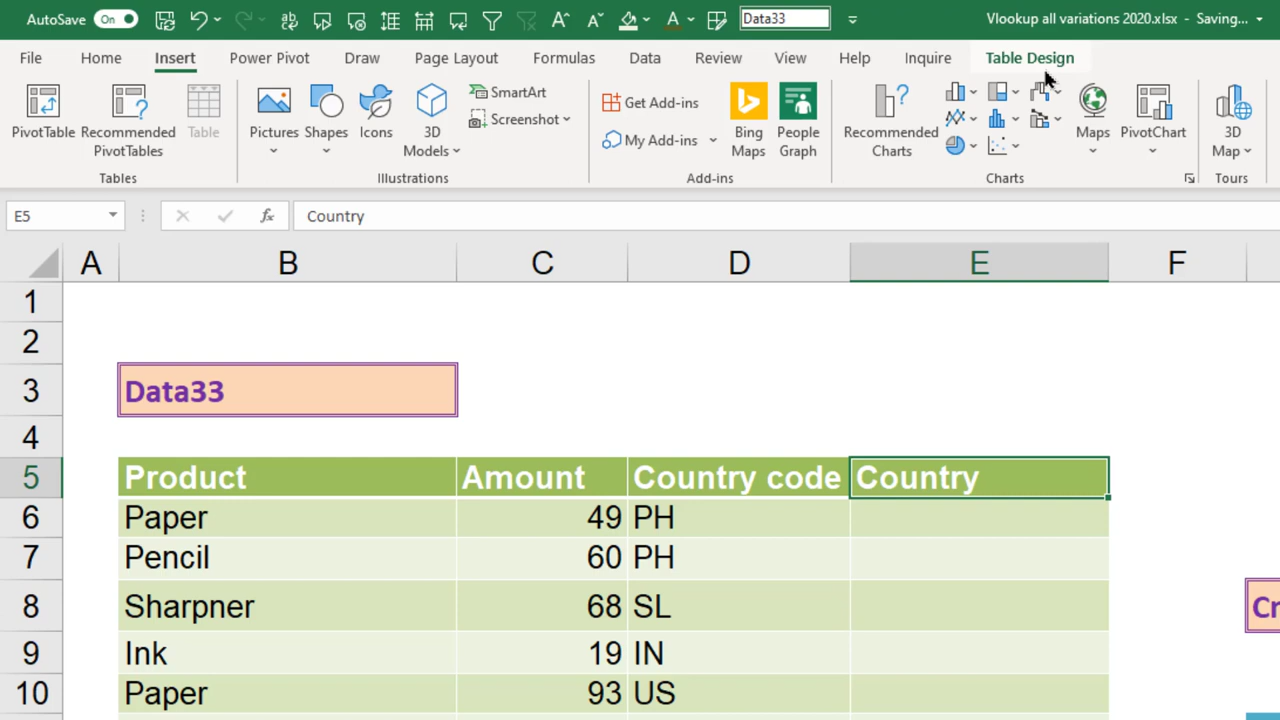 AutoSave On Data33 Vlookup all variations 2020.xlsx - Saving...
File Home Insert Power Pivot Draw Page Layout Formulas Data Review View Help Inquire Table Design
PivotTable Recommended PivotTables Table
Tables
Pictures Shapes Icons 3D Models SmartArt Screenshot
Illustrations
Get Add-ins My Add-ins Bing Maps People Graph
Add-ins
Recommended Charts Maps PivotChart
Charts
3D Map
Tours
E5 fx Country
A B C D E F
1
2
3 Data33
4
5 Product Amount Country code Country
6 Paper 49 PH
7 Pencil 60 PH
8 Sharpner 68 SL Cr
9 Ink 19 IN
10 Paper 93 US